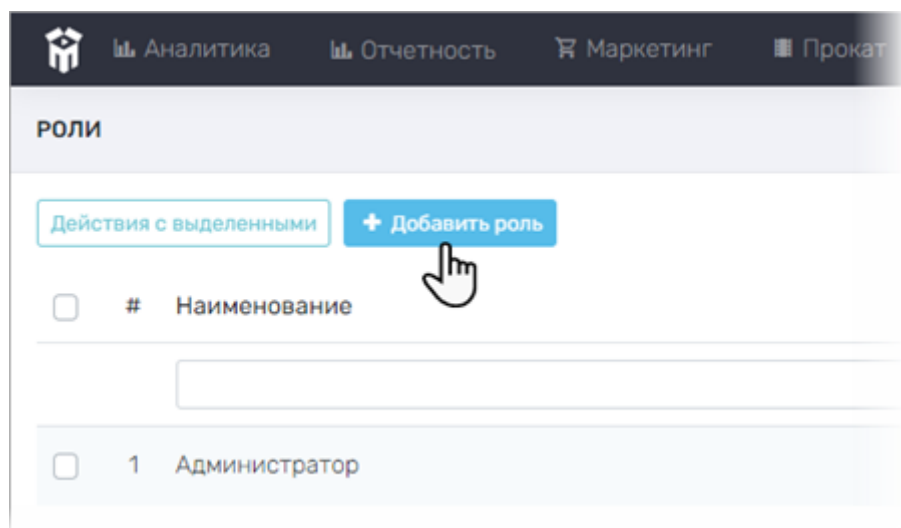 Аналитика Отчетность Маркетинг Прокат
РОЛИ
Действия с выделенными + Добавить роль
# Наименование
1 Администратор